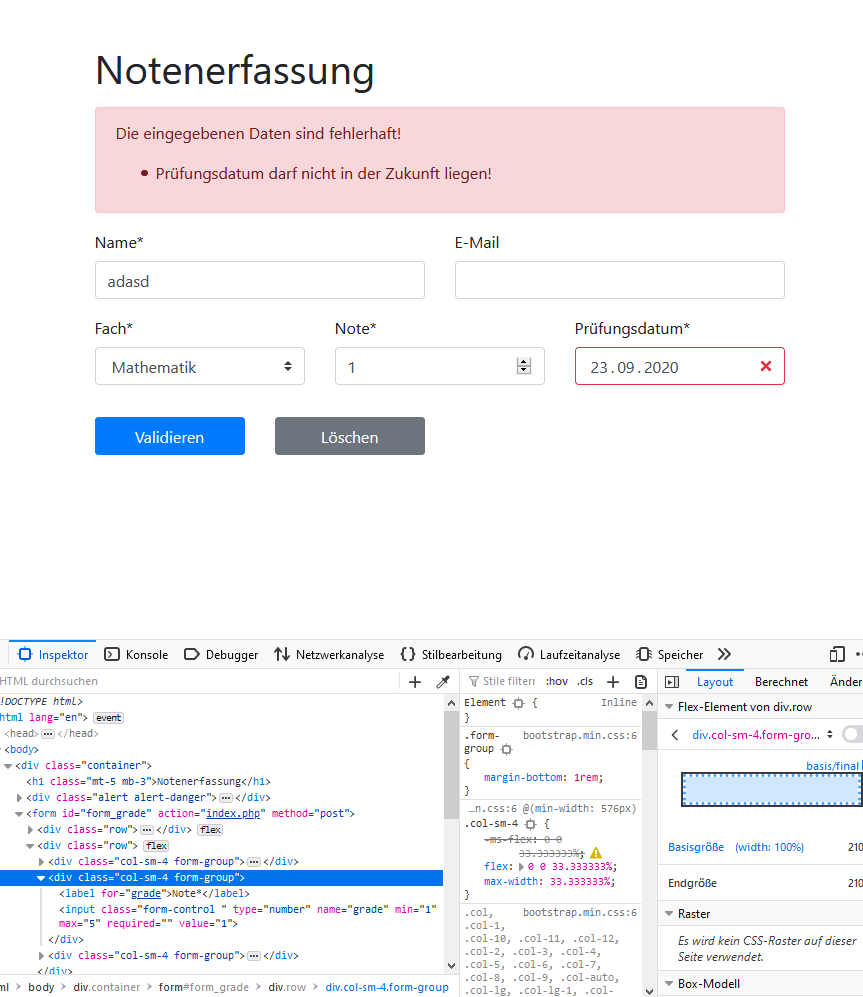 Notenerfassung
Die eingegebenen Daten sind fehlerhaft!
• Prüfungsdatum darf nicht in der Zukunft liegen!
Name* E-Mail
adasd
Fach* Note* Prüfungsdatum*
Mathematik 1 23.09.2020
Validieren Löschen
Inspektor Konsole Debugger Netzwerkanalyse Stilbearbeitung Laufzeitanalyse Speicher
HTML durchsuchen
!DOCTYPE html>
html lang="en"> event
<head> </head>
<body>
<div class="container">
<h1 class="mt-5 mb-3">Notenerfassung</h1>
<div class="alert alert-danger"> </div>
<form id="form_grade" action="index.php" method="post">
<div class="row"> </div> flex
<div class="row"> flex
<div class="col-sm-4 form-group"> </div>
<div class="col-sm-4 form-group">
<label for="grade">Note*</label>
<input class="form-control " type="number" name="grade" min="1"
max="5" required="" value="1">
</div>
<div class="col-sm-4 form-group"> </div>
</div>
ml > body > div.container > form#form_grade > div.row > div.col-sm-4.form-group
Stile filtern :hov .cls
Element { Inline
}
.form- bootstrap.min.css:6
group
{
margin-bottom: 1rem;
}
…n.css:6 @(min-width: 576px)
.col-sm-4 {
-ms-flex: 0 0
33.333333%;
flex: 0 0 33.333333%;
max-width: 33.333333%;
}
.col, bootstrap.min.css:6
.col-1,
.col-10, .col-11, .col-12,
.col-2, .col-3, .col-4,
.col-5, .col-6, .col-7,
.col-8, .col-9, .col-auto,
.col-lg, .col-lg-1, .col-
Layout Berechnet Änder
Flex-Element von div.row
div.col-sm-4.form-gro…
basis/final
Basisgröße (width: 100%) 210
Endgröße 210
Raster
Es wird kein CSS-Raster auf dieser
Seite verwendet.
Box-Modell